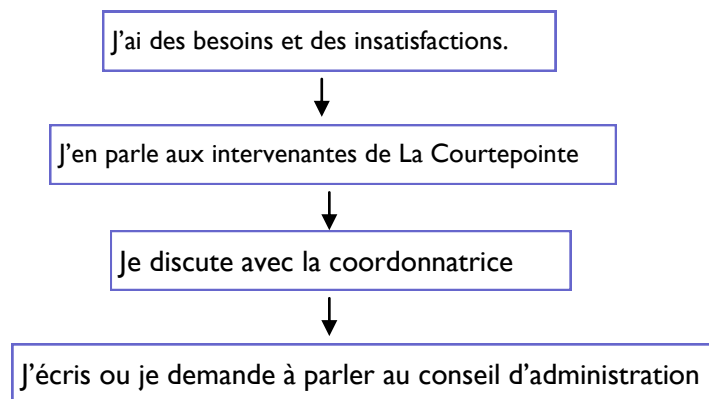 J'ai des besoins et des insatisfactions.
J'en parle aux intervenantes de La Courtepointe
Je discute avec la coordonnatrice
J'écris ou je demande à parler au conseil d'administration